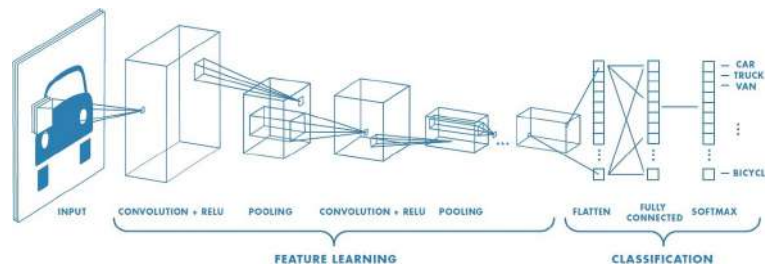 CAR
TRUCK
VAN
BICYCL
INPUT
CONVOLUTION + RELU
POOLING
CONVOLUTION + RELU
POOLING
FLATTEN
FULLY
CONNECTED
SOFTMAX
FEATURE LEARNING
CLASSIFICATION